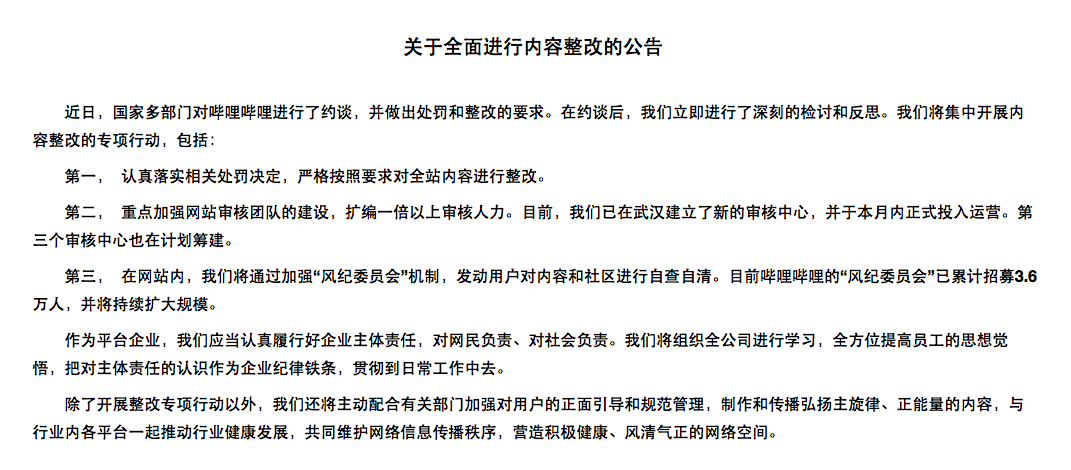 关于全面进行内容整改的公告
近日，国家多部门对哔哩哔哩进行了约谈，并做出处罚和整改的要求。在约谈后，我们立即进行了深刻的检讨和反思。我们将集中开展内
容整改的专项行动，包括：
第一， 认真落实相关处罚决定，严格按照要求对全站内容进行整改。
第二， 重点加强网站审核团队的建设，扩编一倍以上审核人力。目前，我们已在武汉建立了新的审核中心，并于本月内正式投入运营。第
三个审核中心也在计划筹建。
第三， 在网站内，我们将通过加强“风纪委员会”机制，发动用户对内容和社区进行自查自清。目前哔哩哔哩的“风纪委员会”已累计招募3.6
万人，并将持续扩大规模。
作为平台企业，我们应当认真履行好企业主体责任，对网民负责、对社会负责。我们将组织全公司进行学习，全方位提高员工的思想觉
悟，把对主体责任的认识作为企业纪律铁条，贯彻到日常工作中去。
除了开展整改专项行动以外，我们还将主动配合有关部门加强对用户的正面引导和规范管理，制作和传播弘扬主旋律、正能量的内容，与
行业内各平台一起推动行业健康发展，共同维护网络信息传播秩序，营造积极健康、风清气正的网络空间。